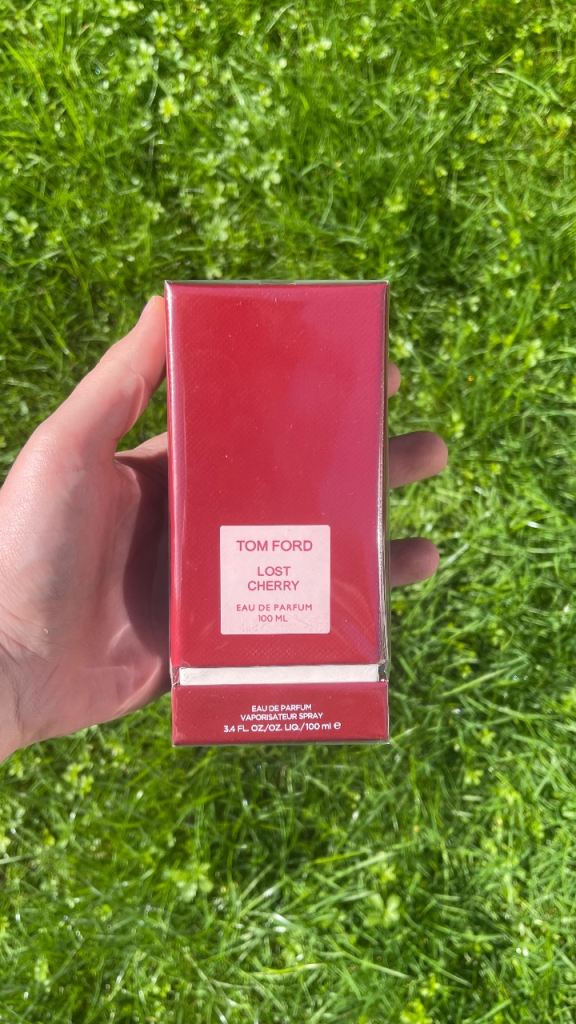 TOM FORD
LOST
CHERRY
EAU DE PARFUM
100 ML
EAU DE PARFUM
VAPORISATEUR SPRAY
3.4 FL. OZ/OZ. LIQ./100 ml ℮